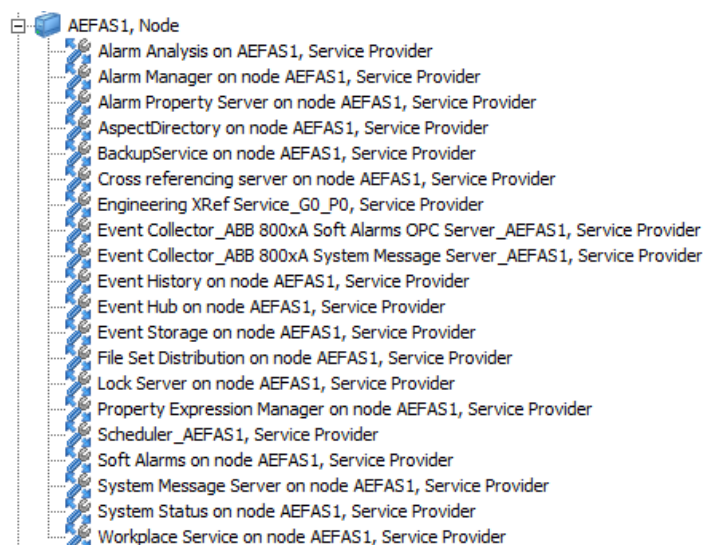 AEFAS1, Node
Alarm Analysis on AEFAS1, Service Provider
Alarm Manager on node AEFAS1, Service Provider
Alarm Property Server on node AEFAS1, Service Provider
AspectDirectory on node AEFAS1, Service Provider
BackupService on node AEFAS1, Service Provider
Cross referencing server on node AEFAS1, Service Provider
Engineering XRef Service_G0_P0, Service Provider
Event Collector_ABB 800xA Soft Alarms OPC Server_AEFAS1, Service Provider
Event Collector_ABB 800xA System Message Server_AEFAS1, Service Provider
Event History on node AEFAS1, Service Provider
Event Hub on node AEFAS1, Service Provider
Event Storage on node AEFAS1, Service Provider
File Set Distribution on node AEFAS1, Service Provider
Lock Server on node AEFAS1, Service Provider
Property Expression Manager on node AEFAS1, Service Provider
Scheduler_AEFAS1, Service Provider
Soft Alarms on node AEFAS1, Service Provider
System Message Server on node AEFAS1, Service Provider
System Status on node AEFAS1, Service Provider
Workplace Service on node AEFAS1, Service Provider